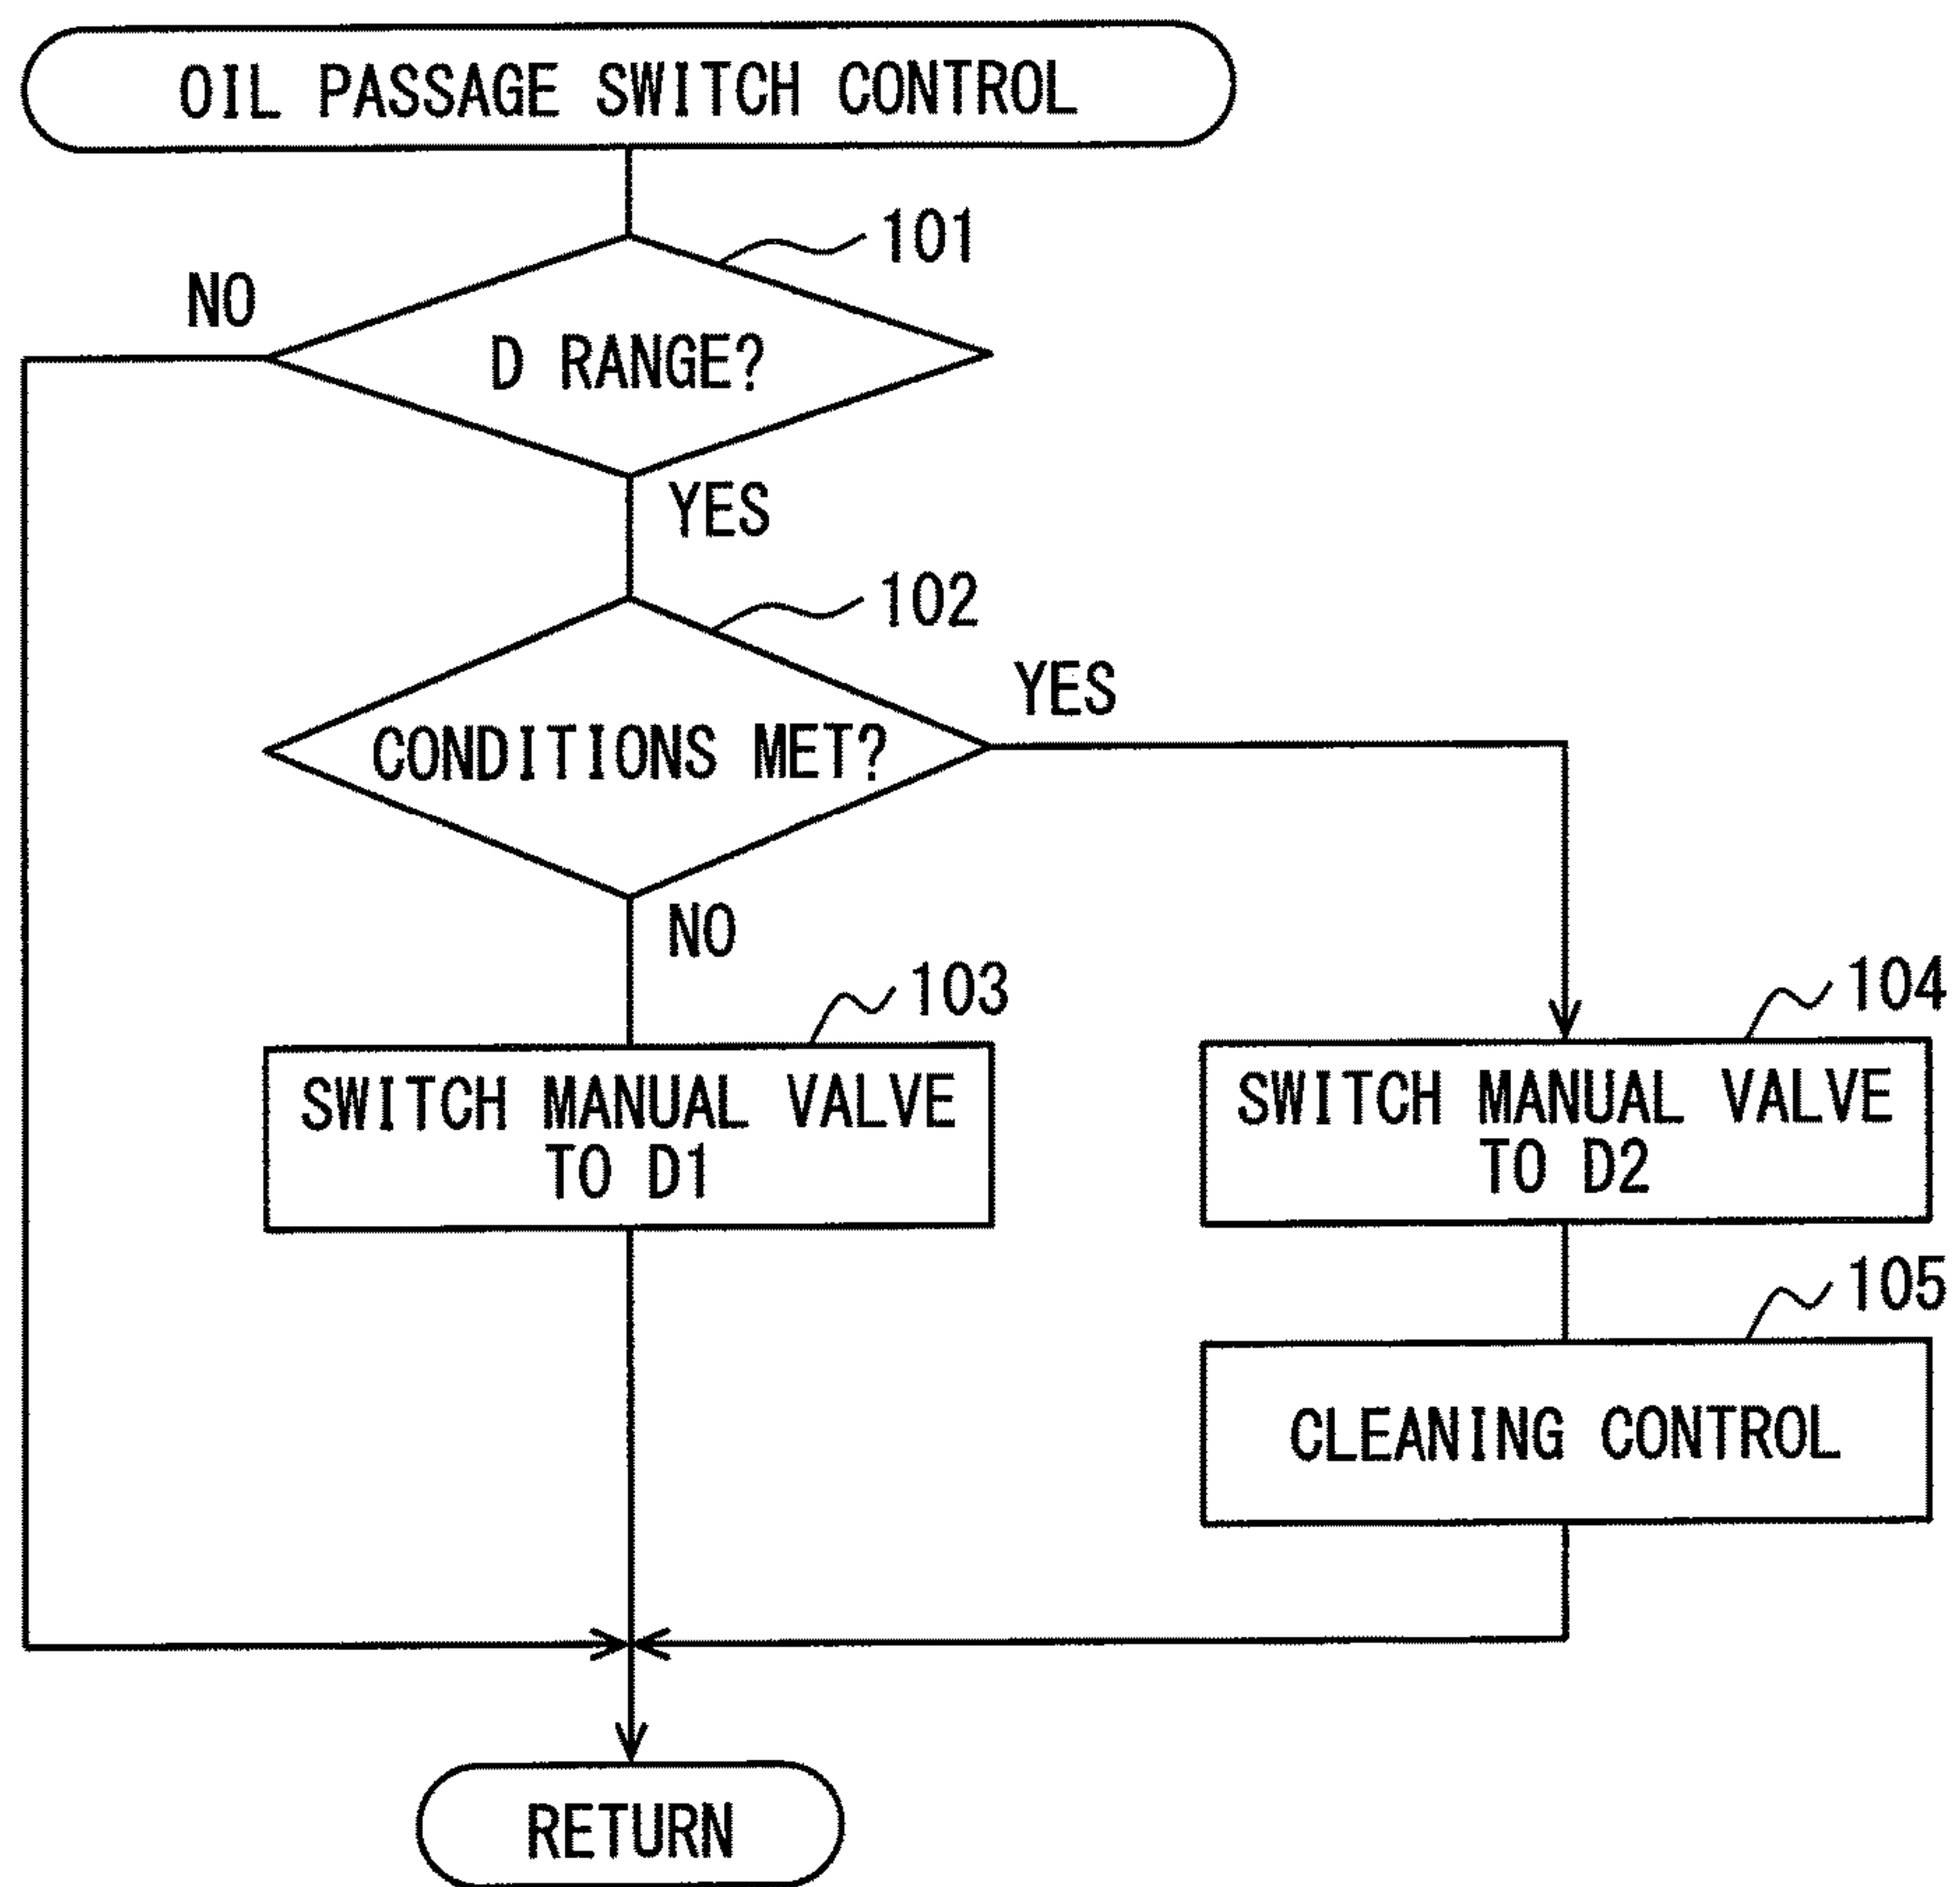 OIL PASSAGE SWITCH CONTROL
101
NO
D RANGE?
YES
102
YES
CONDITIONS MET?
NO
103
104
SWITCH MANUAL VALVE
TO D1
SWITCH MANUAL VALVE
TO D2
105
CLEANING CONTROL
RETURN